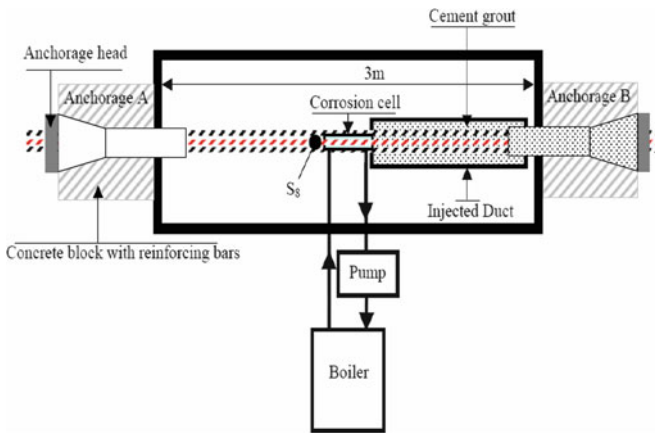 Cement grout
Anchorage head
3m
Anchorage A
Corrosion cell
Anchorage B
S8
Injected Duct
Concrete block with reinforcing bars
Pump
Boiler